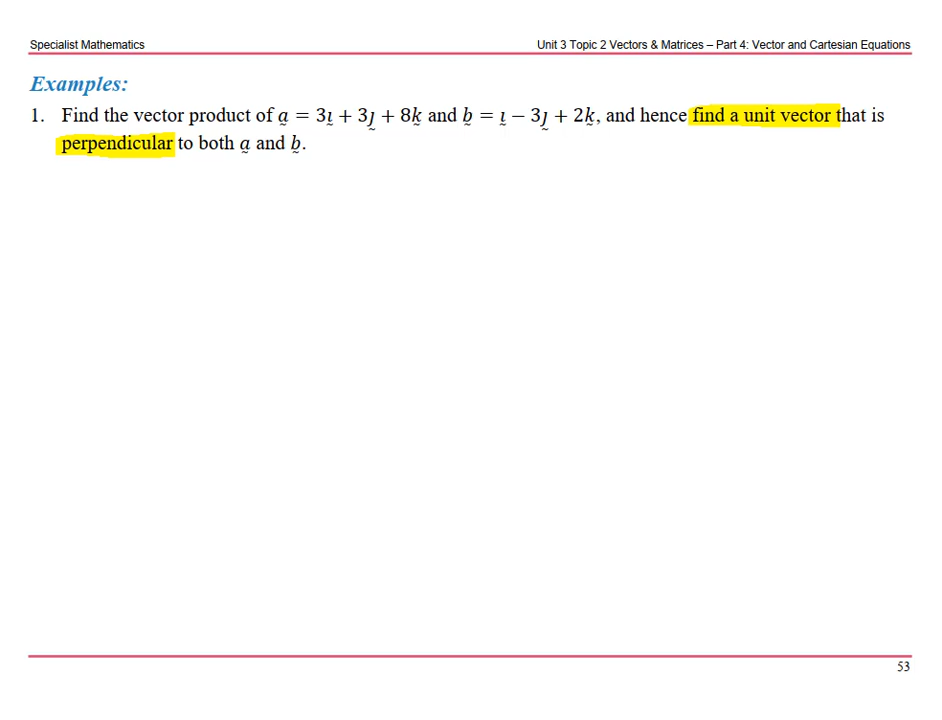 Specialist Mathematics
Unit 3 Topic 2 Vectors & Matrices – Part 4: Vector and Cartesian Equations
Examples:
1. Find the vector product of a̰ = 3ḭ + 3j̰ + 8k̰ and b̰ = ḭ − 3j̰ + 2k̰, and hence find a unit vector that is
perpendicular to both a̰ and b̰.
53